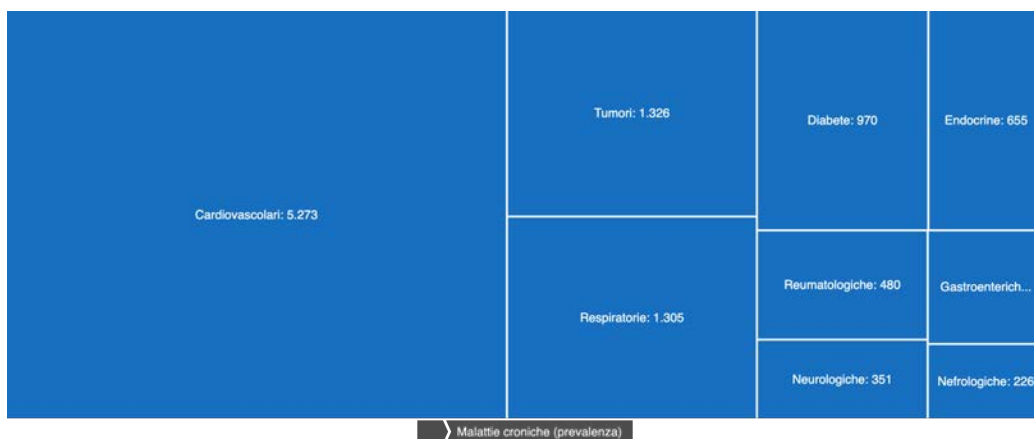 Cardiovascolari: 5.273
Tumori: 1.326
Respiratorie: 1.305
Diabete: 970
Endocrine: 655
Reumatologiche: 480
Gastroenterich...
Neurologiche: 351
Nefrologiche: 226
Malattie croniche (prevalenza)